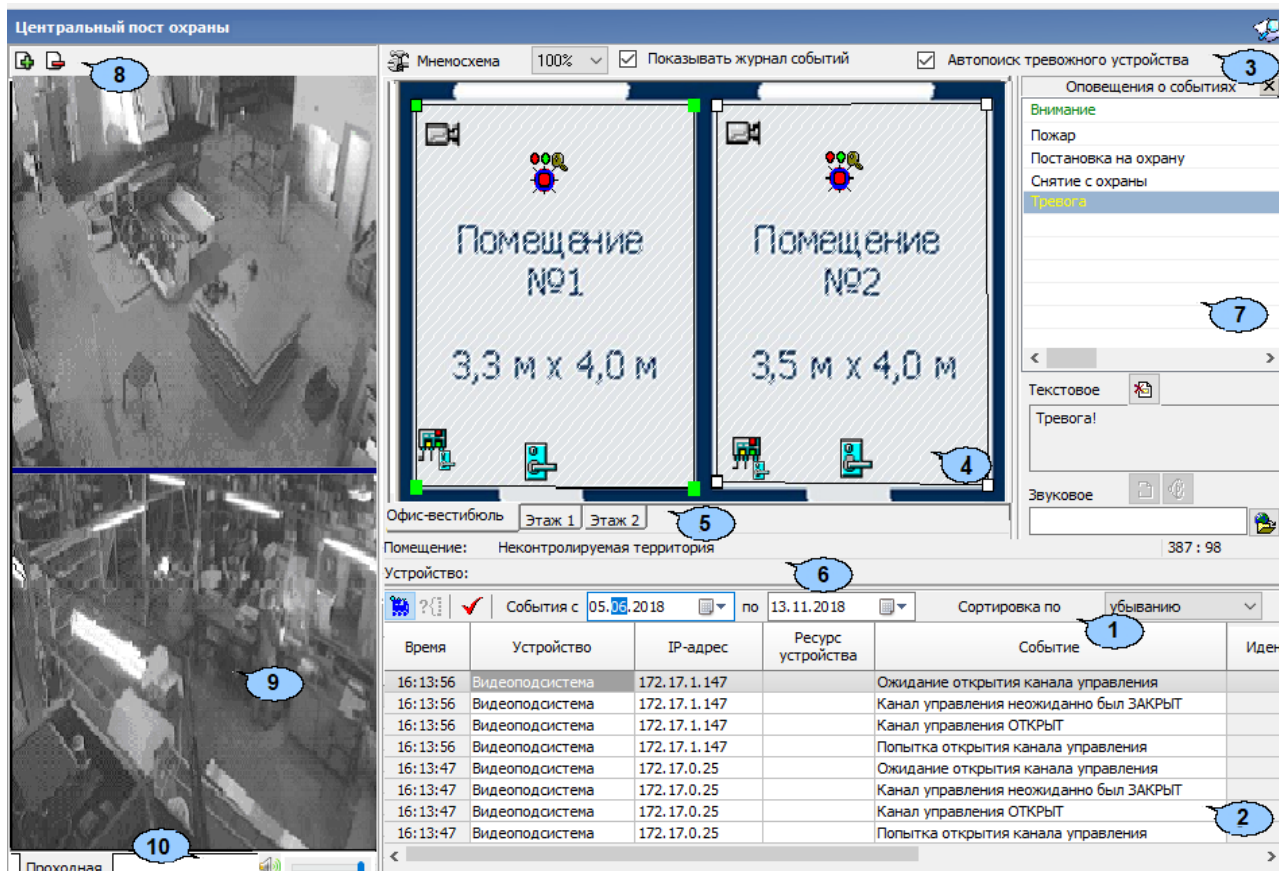 Центральный пост охраны
8
Мнемосхема 100% Показывать журнал событий Автопоиск тревожного устройства
3
Оповещения о событиях
Внимание
Пожар
Постановка на охрану
Снятие с охраны
Тревога
Помещение
№1
3,3 м х 4,0 м
Помещение
№2
3,5 м х 4,0 м
4
7
Текстовое
Тревога!
Звуковое
Офис-вестибюль Этаж 1 Этаж 2
5
Помещение: Неконтролируемая территория 387 : 98
Устройство:
6
События с 05.06.2018 по 13.11.2018 Сортировка по убыванию
1
Время Устройство IP-адрес Ресурс устройства Событие Иден
16:13:56 Видеоподсистема 172.17.1.147 Ожидание открытия канала управления
16:13:56 Видеоподсистема 172.17.1.147 Канал управления неожиданно был ЗАКРЫТ
16:13:56 Видеоподсистема 172.17.1.147 Канал управления ОТКРЫТ
16:13:56 Видеоподсистема 172.17.1.147 Попытка открытия канала управления
16:13:47 Видеоподсистема 172.17.0.25 Ожидание открытия канала управления
16:13:47 Видеоподсистема 172.17.0.25 Канал управления неожиданно был ЗАКРЫТ
16:13:47 Видеоподсистема 172.17.0.25 Канал управления ОТКРЫТ
16:13:47 Видеоподсистема 172.17.0.25 Попытка открытия канала управления
2
9
10
Проходная